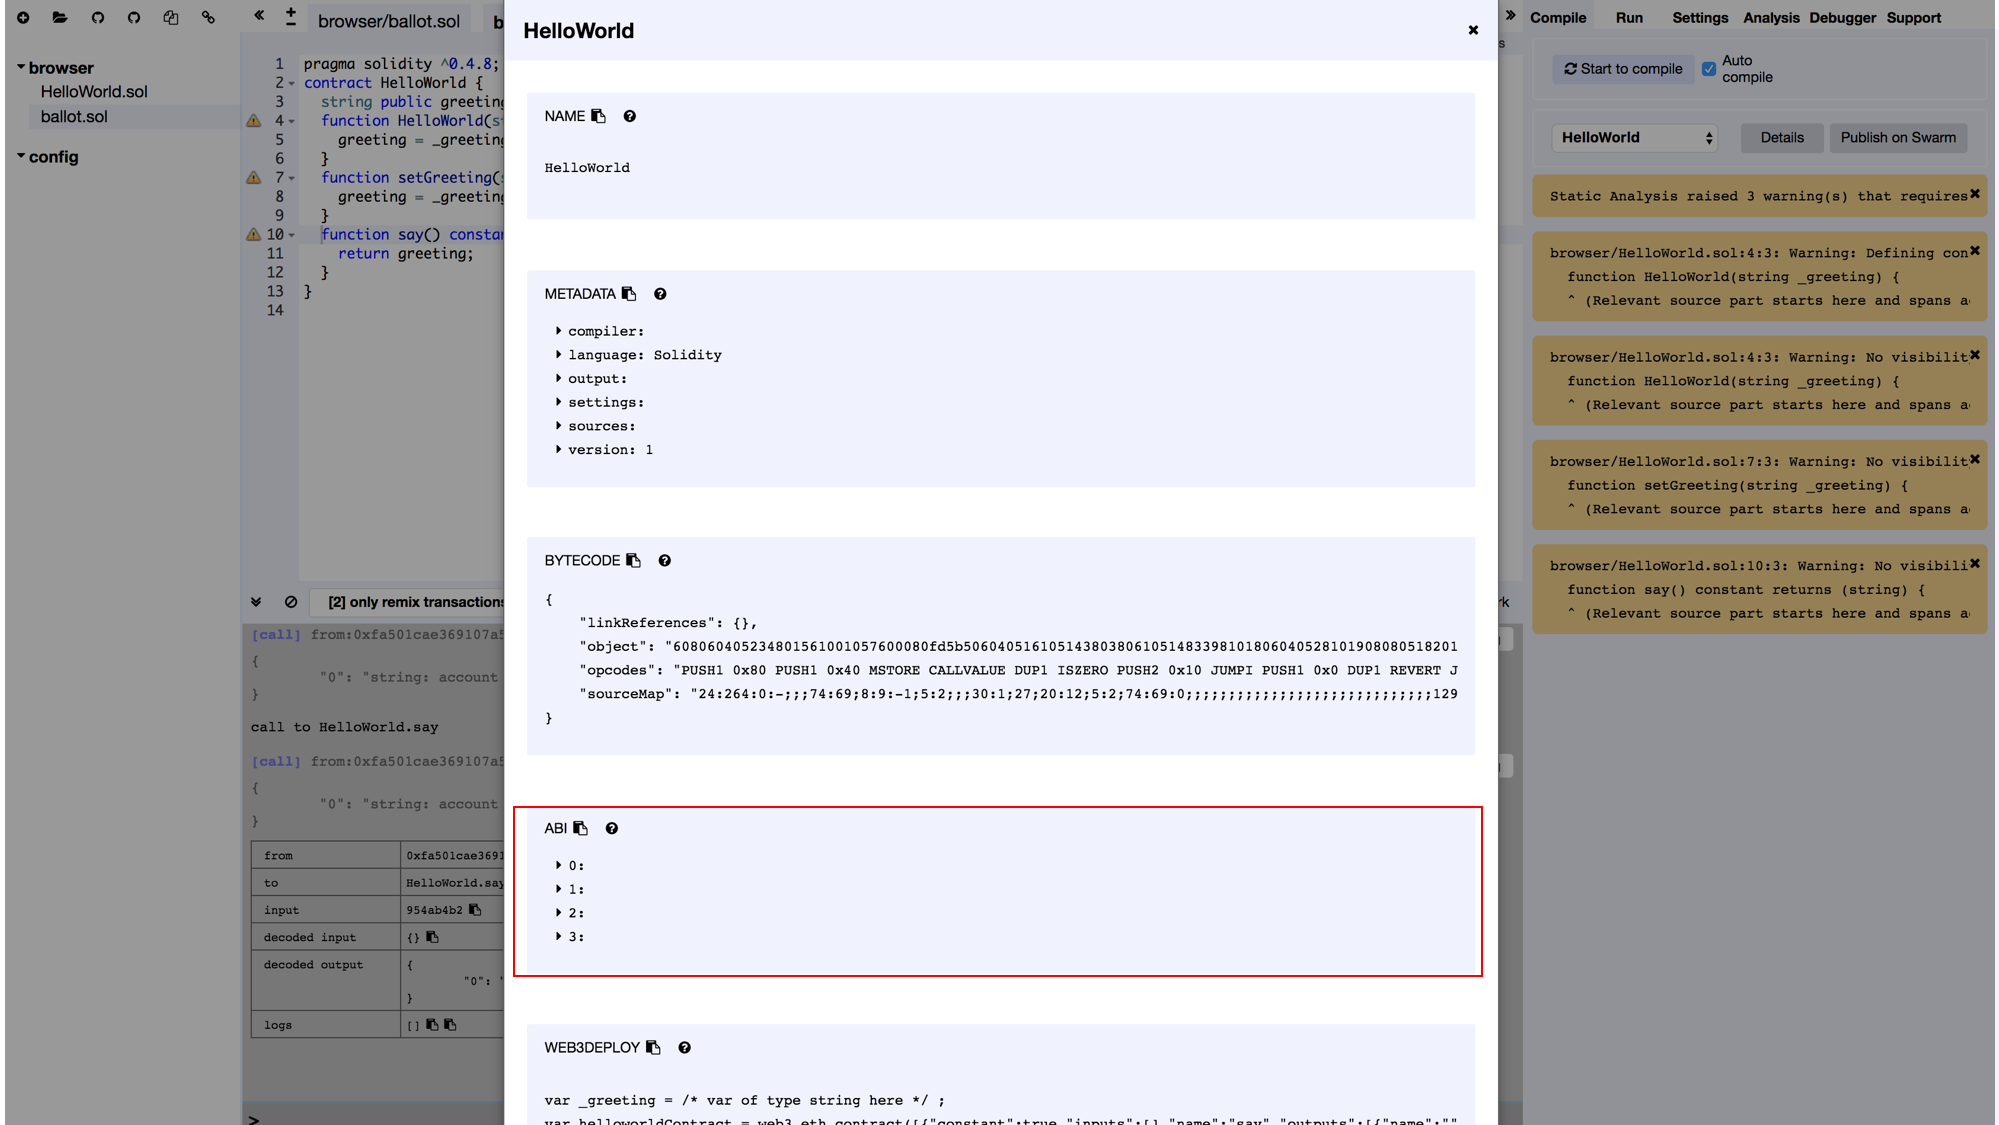 browser/ballot.sol
b
browser
HelloWorld.sol
ballot.sol
config
1 pragma solidity ^0.4.8;
2 contract HelloWorld {
3 string public greeting
4 function HelloWorld(st
5 greeting = _greeting
6 }
7 function setGreeting(s
8 greeting = _greeting
9 }
10 function say() constan
11 return greeting;
12 }
13 }
14
[2] only remix transactions
[call] from:0xfa501cae369107a5
{
"0": "string: account
}
call to HelloWorld.say
[call] from:0xfa501cae369107a5
{
"0": "string: account
}
from 0xfa501cae3691
to HelloWorld.say
input 954ab4b2
decoded input {}
decoded output {
"0": "
}
logs []
>
HelloWorld
NAME
HelloWorld
METADATA
compiler:
language: Solidity
output:
settings:
sources:
version: 1
BYTECODE
{
"linkReferences": {},
"object": "608060405234801561001057600080fd5b5060405161051438038061051483398101806040528101908080518201
"opcodes": "PUSH1 0x80 PUSH1 0x40 MSTORE CALLVALUE DUP1 ISZERO PUSH2 0x10 JUMPI PUSH1 0x0 DUP1 REVERT J
"sourceMap": "24:264:0:-;;;74:69;8:9:-1;5:2;;;30:1;27;20:12;5:2;74:69:0;;;;;;;;;;;;;;;;;;;;;;;;;;;;;129
}
ABI
0:
1:
2:
3:
WEB3DEPLOY
var _greeting = /* var of type string here */ ;
var helloworldContract = web3.eth.contract([{"constant":true,"inputs":[],"name":"say","outputs":[{"name":""
s
rk
Compile Run Settings Analysis Debugger Support
Start to compile
Auto
compile
HelloWorld
Details
Publish on Swarm
Static Analysis raised 3 warning(s) that requires
browser/HelloWorld.sol:4:3: Warning: Defining con
function HelloWorld(string _greeting) {
^ (Relevant source part starts here and spans a
browser/HelloWorld.sol:4:3: Warning: No visibilit
function HelloWorld(string _greeting) {
^ (Relevant source part starts here and spans a
browser/HelloWorld.sol:7:3: Warning: No visibilit
function setGreeting(string _greeting) {
^ (Relevant source part starts here and spans a
browser/HelloWorld.sol:10:3: Warning: No visibili
function say() constant returns (string) {
^ (Relevant source part starts here and spans a